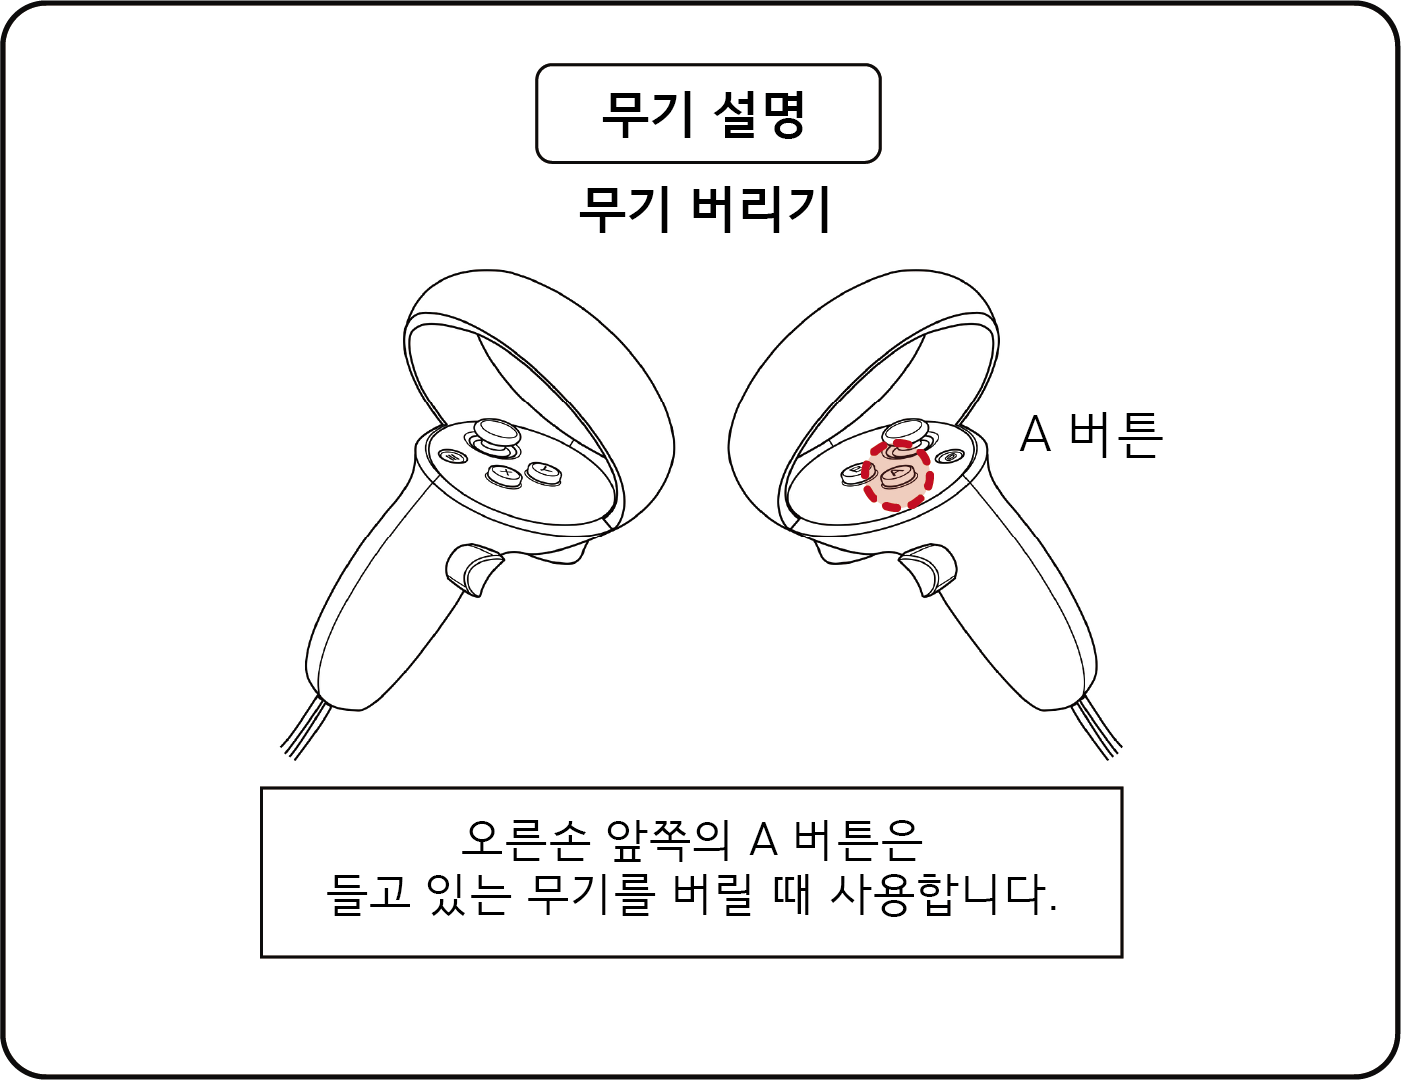 무기 설명
무기 버리기
A 버튼
X Y
B A
오른손 앞쪽의 A 버튼은
들고 있는 무기를 버릴 때 사용합니다.